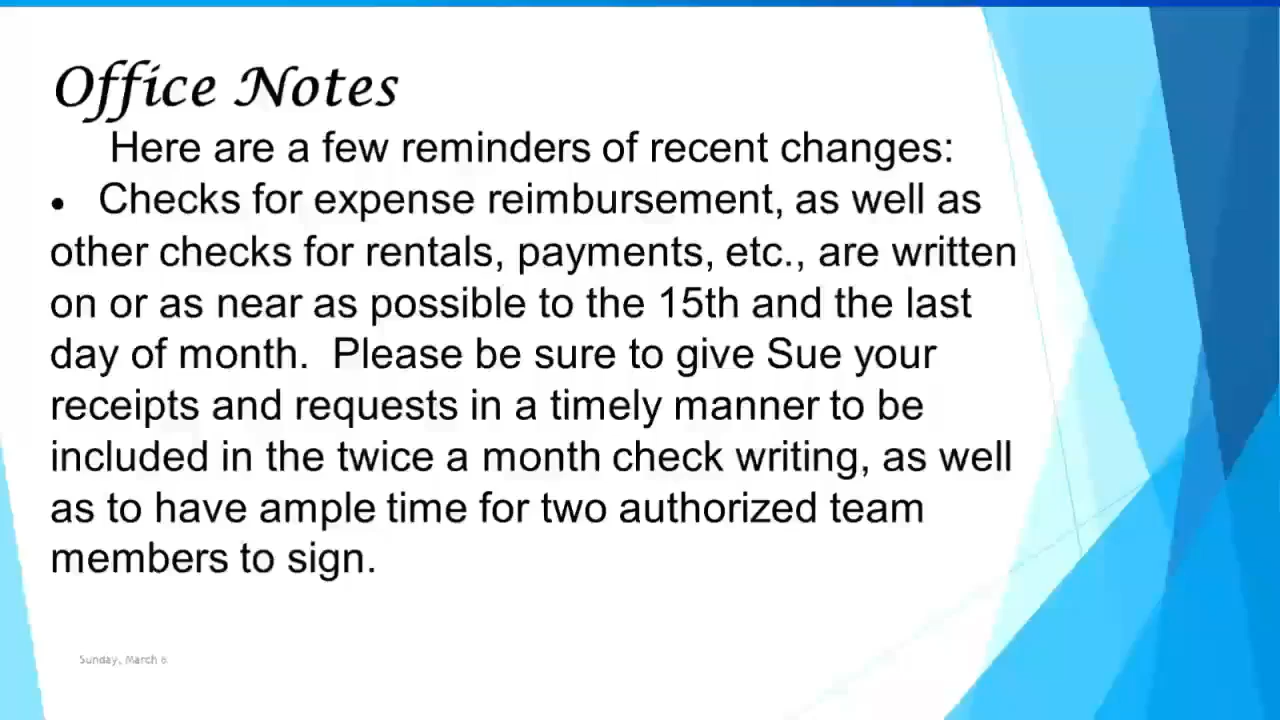 Office Notes
Here are a few reminders of recent changes:
• Checks for expense reimbursement, as well as
other checks for rentals, payments, etc., are written
on or as near as possible to the 15th and the last
day of month.  Please be sure to give Sue your
receipts and requests in a timely manner to be
included in the twice a month check writing, as well
as to have ample time for two authorized team
members to sign.
Sunday, March 6